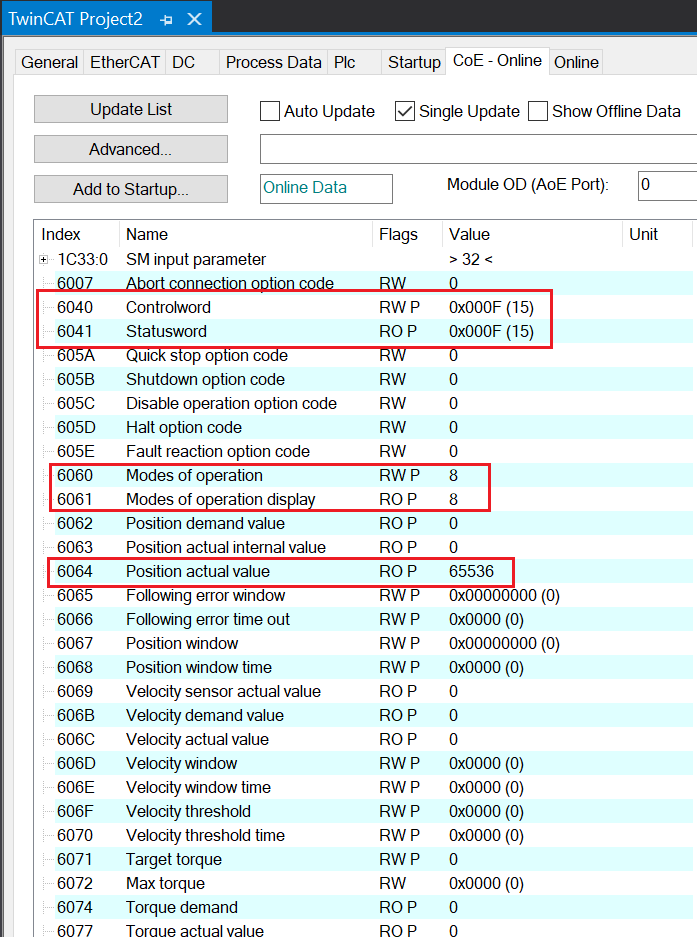 TwinCAT Project2
General EtherCAT DC Process Data Plc Startup CoE - Online Online
Update List Auto Update Single Update Show Offline Data
Advanced...
Add to Startup... Online Data Module OD (AoE Port): 0
Index Name Flags Value Unit
1C33:0 SM input parameter > 32 <
6007 Abort connection option code RW 0
6040 Controlword RW P 0x000F (15)
6041 Statusword RO P 0x000F (15)
605A Quick stop option code RW 0
605B Shutdown option code RW 0
605C Disable operation option code RW 0
605D Halt option code RW 0
605E Fault reaction option code RW 0
6060 Modes of operation RW P 8
6061 Modes of operation display RO P 8
6062 Position demand value RO P 0
6063 Position actual internal value RO P 0
6064 Position actual value RO P 65536
6065 Following error window RW P 0x00000000 (0)
6066 Following error time out RW P 0x0000 (0)
6067 Position window RW P 0x00000000 (0)
6068 Position window time RW P 0x0000 (0)
6069 Velocity sensor actual value RO P 0
606B Velocity demand value RO P 0
606C Velocity actual value RO P 0
606D Velocity window RW P 0x0000 (0)
606E Velocity window time RW P 0x0000 (0)
606F Velocity threshold RW P 0x0000 (0)
6070 Velocity threshold time RW P 0x0000 (0)
6071 Target torque RW P 0
6072 Max torque RW 0x0000 (0)
6074 Torque demand RO P 0
6077 Torque actual value RO P 0